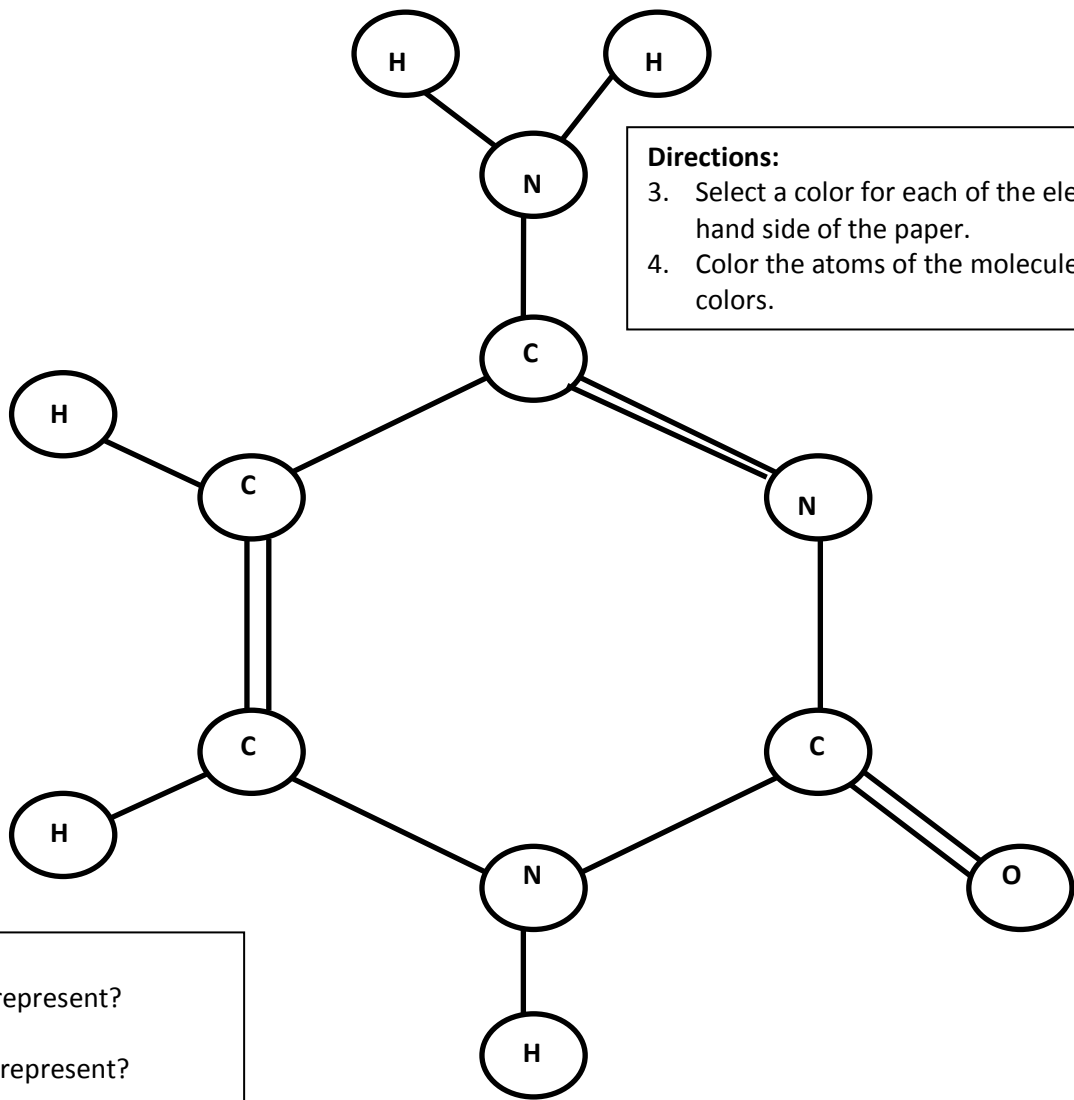 H
H
N
Directions:
3. Select a color for each of the
hand side of the paper.
4. Color the atoms of the molecule
colors.
C
H
C
N
C
C
H
N
O
represent?
represent?
H